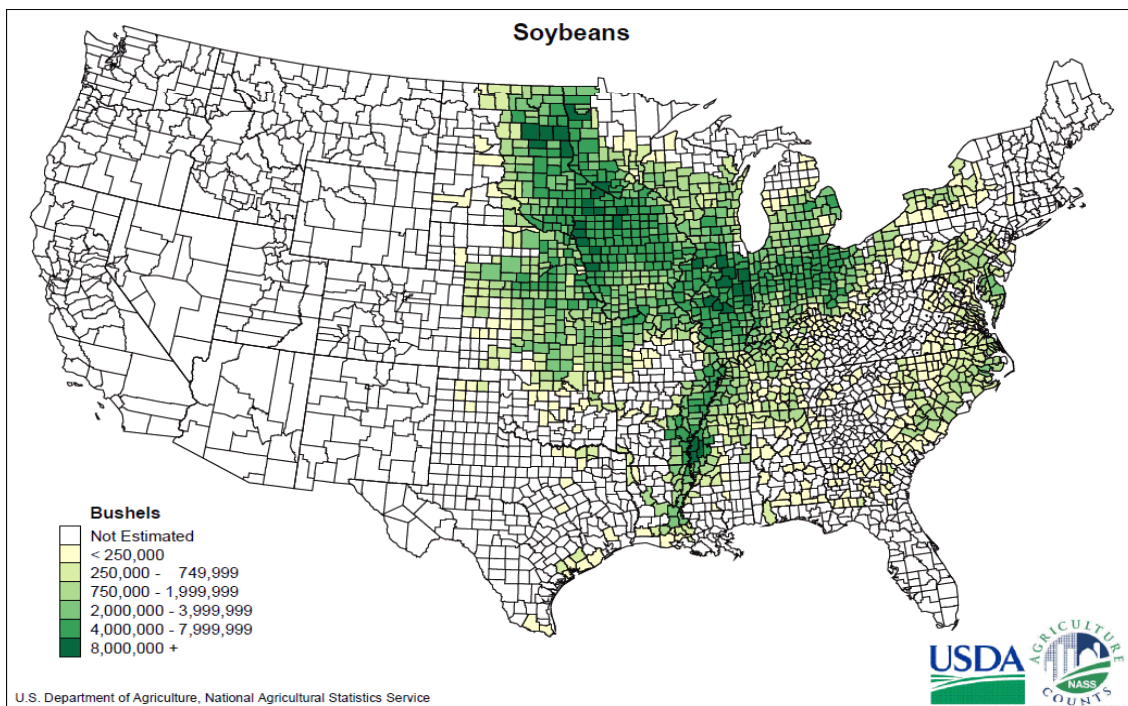 Soybeans
Bushels
Not Estimated
< 250,000
250,000 - 749,999
750,000 - 1,999,999
2,000,000 - 3,999,999
4,000,000 - 7,999,999
8,000,000 +
U.S. Department of Agriculture, National Agricultural Statistics Service
USDA
AGRICULTURE
NASS
COUNTS